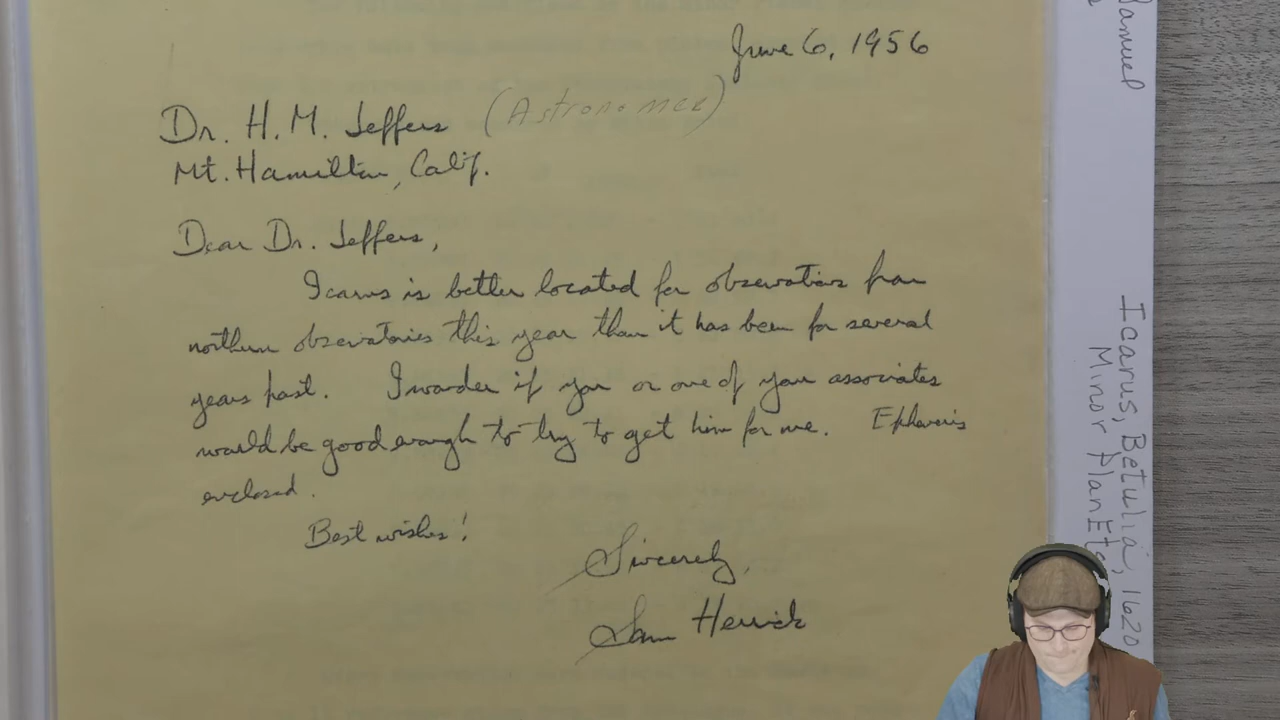 June 6, 1956
Dr. H. M. Jeffers (Astronomer)
Mt. Hamilton, Calif.
Dear Dr. Jeffers,
Icarus is better located for observations from
northern observatories this year than it has been for several
years past. I wonder if you or one of your associates
would be good enough to try to get him for me. Ephemeris
enclosed.
Best wishes!
Sincerely,
Sam Herrick
Samuel
Icarus, Betulia, 1620
Minor PlanEts